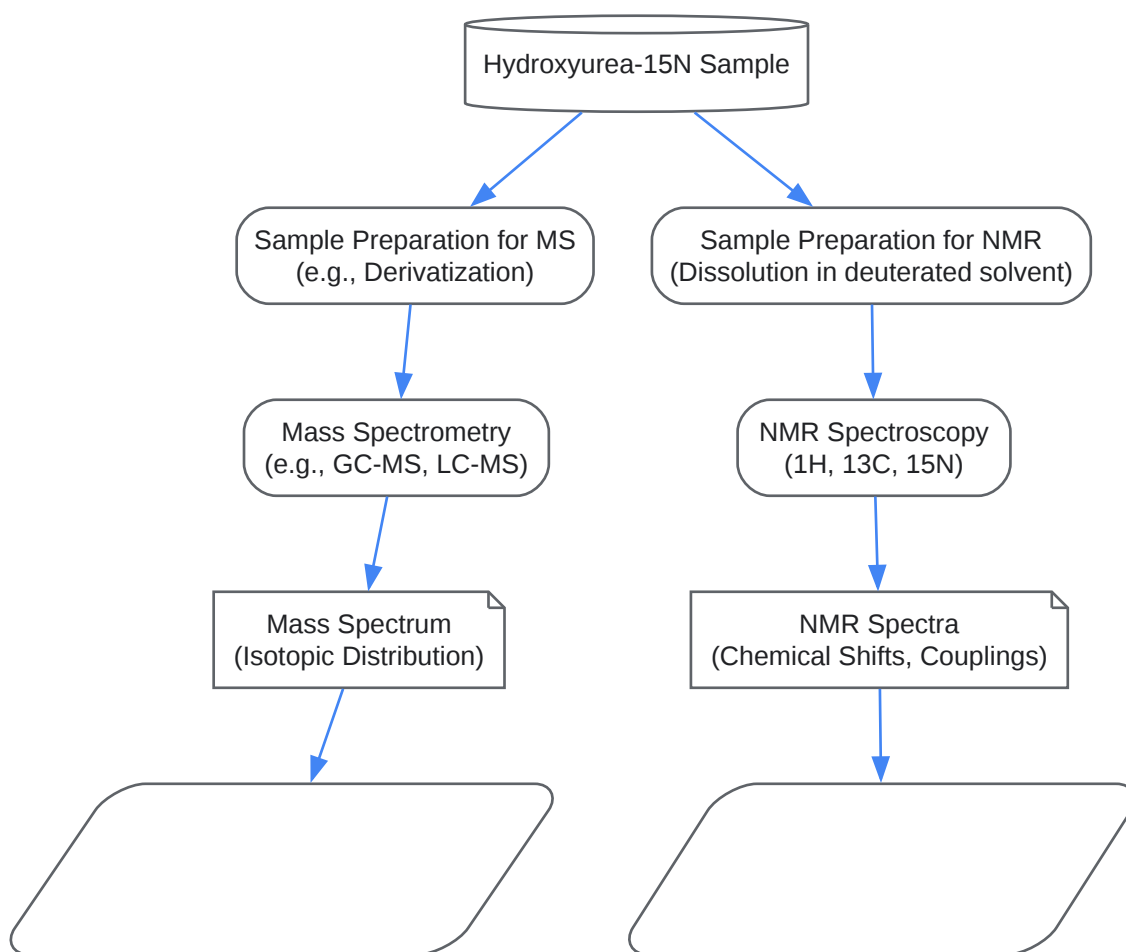 Hydroxyurea-15N Sample
Sample Preparation for MS
(e.g., Derivatization)
Sample Preparation for NMR
(Dissolution in deuterated solvent)
Mass Spectrometry
(e.g., GC-MS, LC-MS)
NMR Spectroscopy
(1H, 13C, 15N)
Mass Spectrum
(Isotopic Distribution)
NMR Spectra
(Chemical Shifts, Couplings)